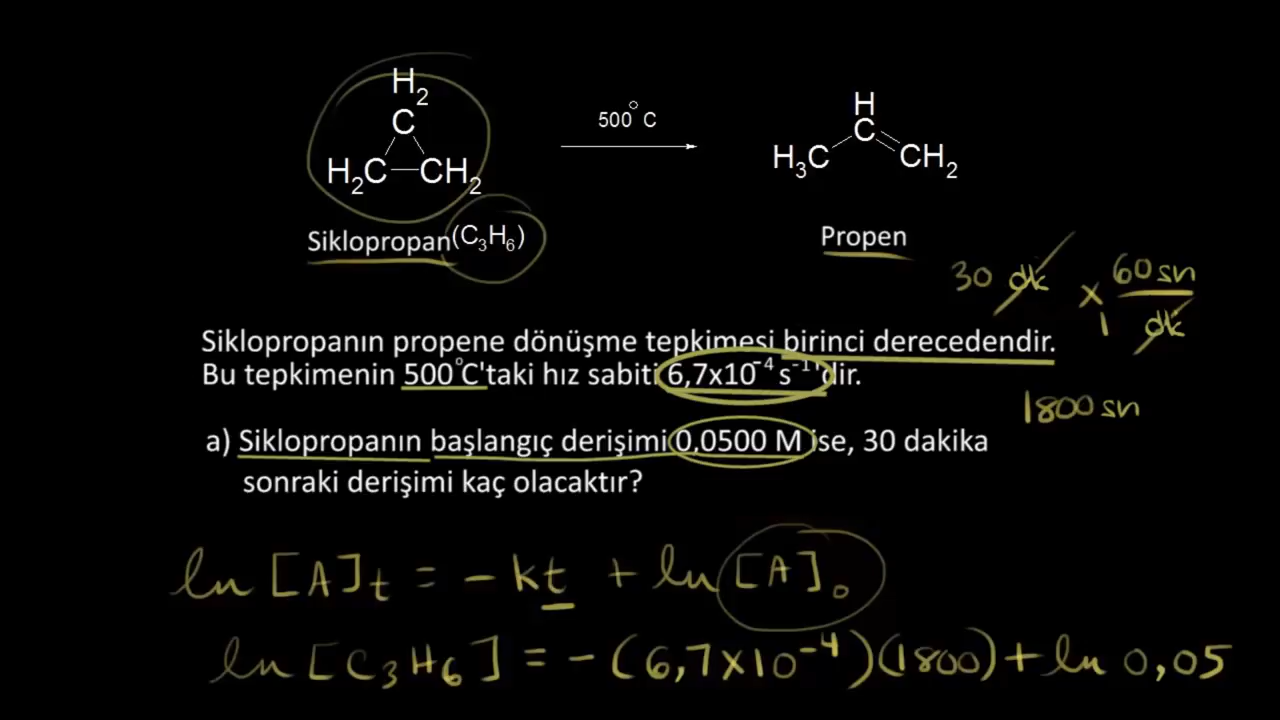 H2
C
H2C CH2
500°C
H
C
H3C CH2
Siklopropan(C3H6)
Propen
30 dk x 60 sn
1 dk
1800 sn
Siklopropanın propene dönüşme tepkimesi birinci derecedendir.
Bu tepkimenin 500°C'taki hız sabiti 6,7x10⁻⁴ s⁻¹'dir.
a) Siklopropanın başlangıç derişimi 0,0500 M ise, 30 dakika
sonraki derişimi kaç olacaktır?
ln [A]t = -kt + ln [A]₀
ln [C3H6] = -(6,7x10⁻⁴)(1800) + ln 0,05